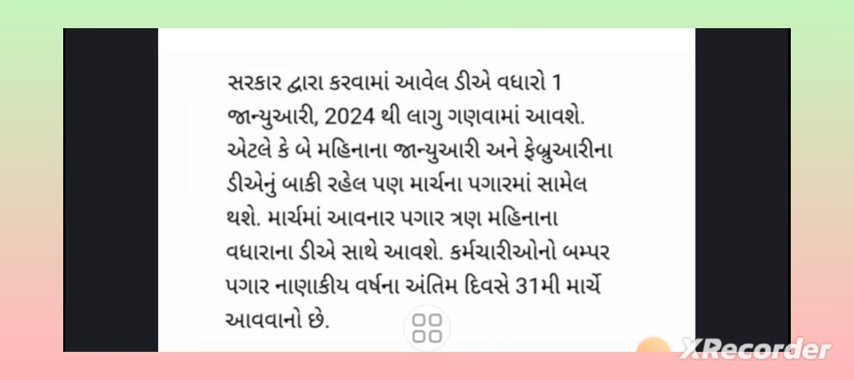 સરકાર દ્વારા કરવામાં આવેલ ડીએ વધારો 1
જાન્યુઆરી, 2024 થી લાગુ ગણવામાં આવશે.
એટલે કે બે મહિનાના જાન્યુઆરી અને ફેબ્રુઆરીના
ડીએનું બાકી રહેલ પણ માર્ચના પગારમાં સામેલ
થશે. માર્ચમાં આવનાર પગાર ત્રણ મહિનાના
વધારાના ડીએ સાથે આવશે. કર્મચારીઓનો બમ્પર
પગાર નાણાકીય વર્ષના અંતિમ દિવસે 31મી માર્ચે
આવવાનો છે.
XRecorder